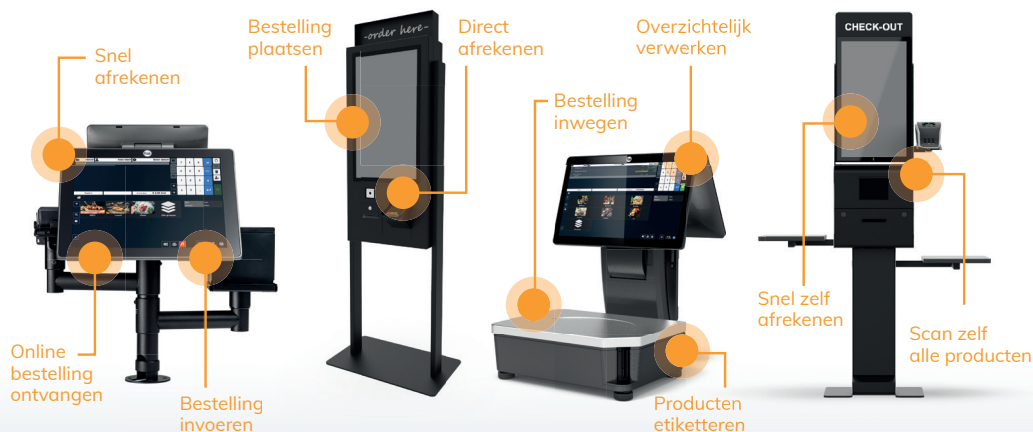 Snel
afrekenen
Online
bestelling
ontvangen
Bestelling
invoeren
-order here-
Bestelling
plaatsen
Direct
afrekenen
Overzichtelijk
verwerken
Bestelling
inwegen
Producten
etiketteren
CHECK-OUT
Snel zelf
afrekenen
Scan zelf
alle producten